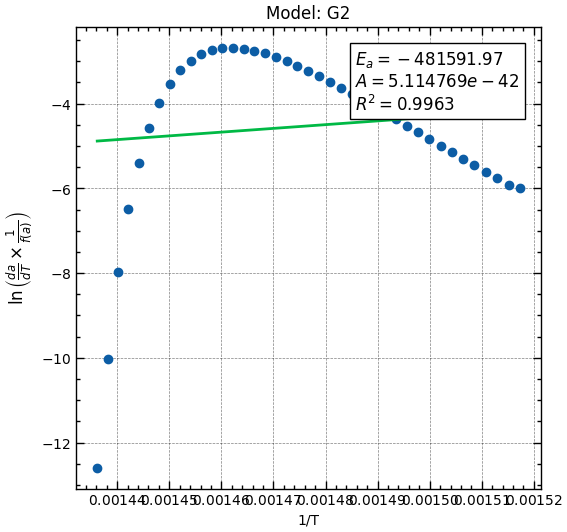 Model: G2
E_a = −481591.97
A = 5.114769e − 42
R^2 = 0.9963
−4
−6
−8
−10
−12
ln (da/dT × 1/f(a))
0.00144 0.00145 0.00146 0.00147 0.00148 0.00149 0.00150 0.00151 0.00152
1/T